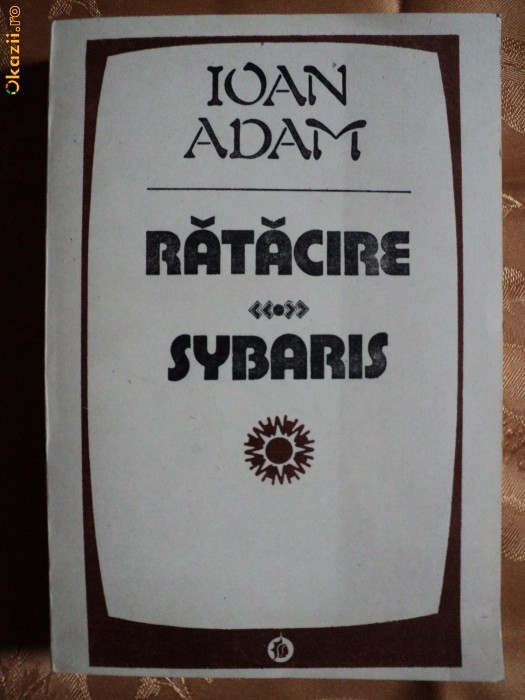 Okazii.ro
IOAN
ADAM
RĂTĂCIRE
SYBARIS